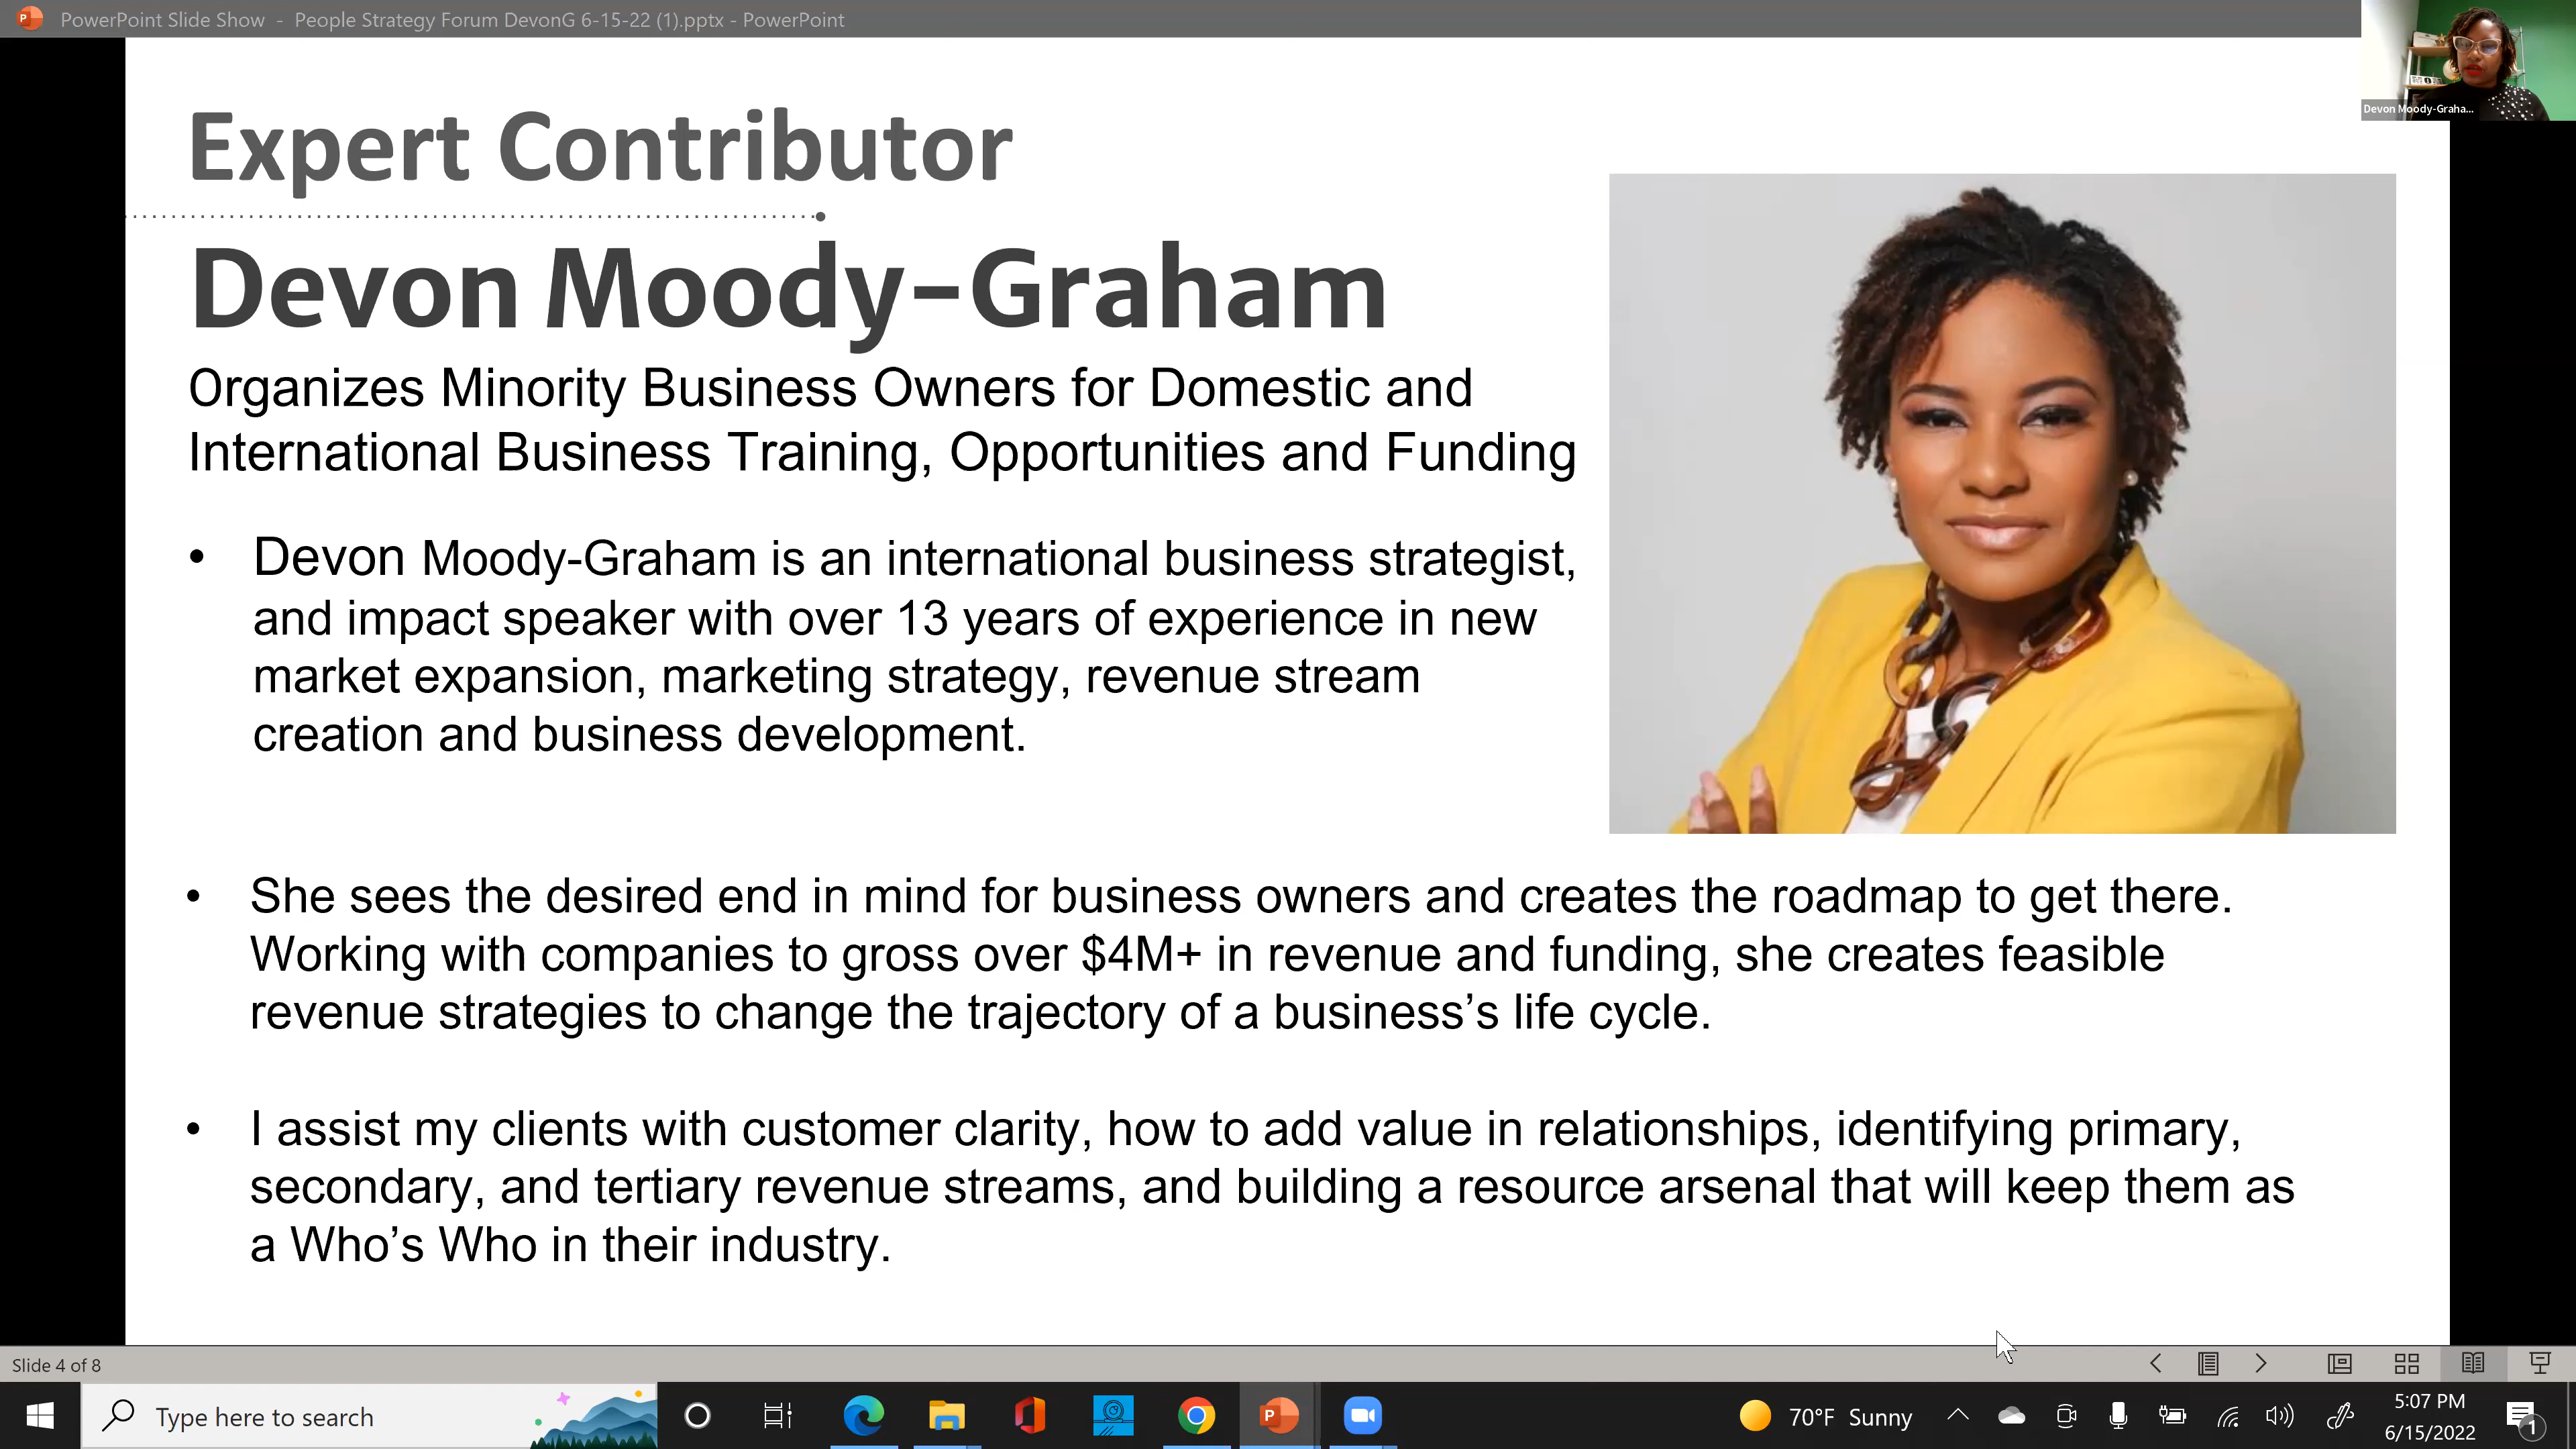 PowerPoint Slide Show - People Strategy Forum DevonG 6-15-22 (1).pptx - PowerPoint
Devon Moody-Graha...
Expert Contributor
Devon Moody-Graham
Organizes Minority Business Owners for Domestic and
International Business Training, Opportunities and Funding
• Devon Moody-Graham is an international business strategist,
and impact speaker with over 13 years of experience in new
market expansion, marketing strategy, revenue stream
creation and business development.
• She sees the desired end in mind for business owners and creates the roadmap to get there.
Working with companies to gross over $4M+ in revenue and funding, she creates feasible
revenue strategies to change the trajectory of a business’s life cycle.
• I assist my clients with customer clarity, how to add value in relationships, identifying primary,
secondary, and tertiary revenue streams, and building a resource arsenal that will keep them as
a Who’s Who in their industry.
Slide 4 of 8
Type here to search
70°F Sunny
5:07 PM
6/15/2022
1